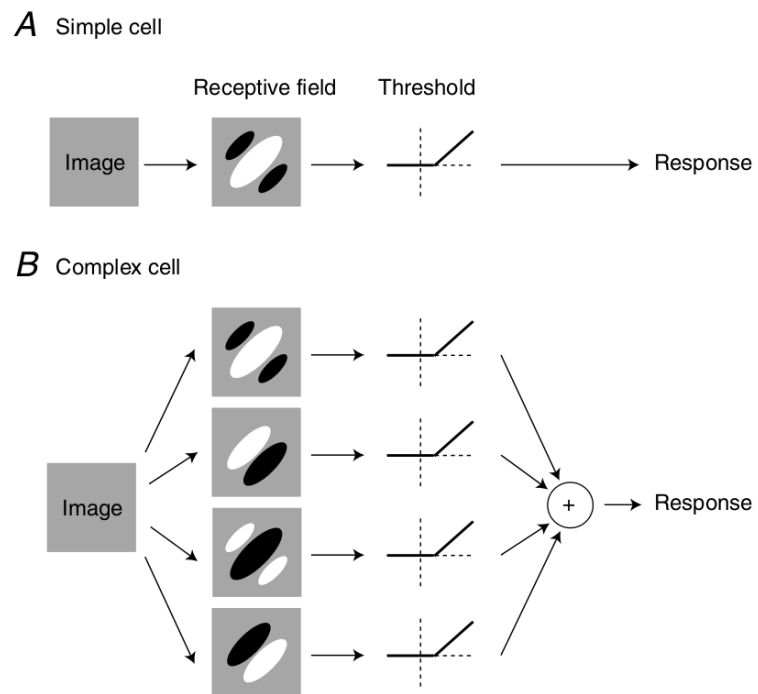 A Simple cell
Receptive field Threshold
Image
Response
B Complex cell
Image
+
Response